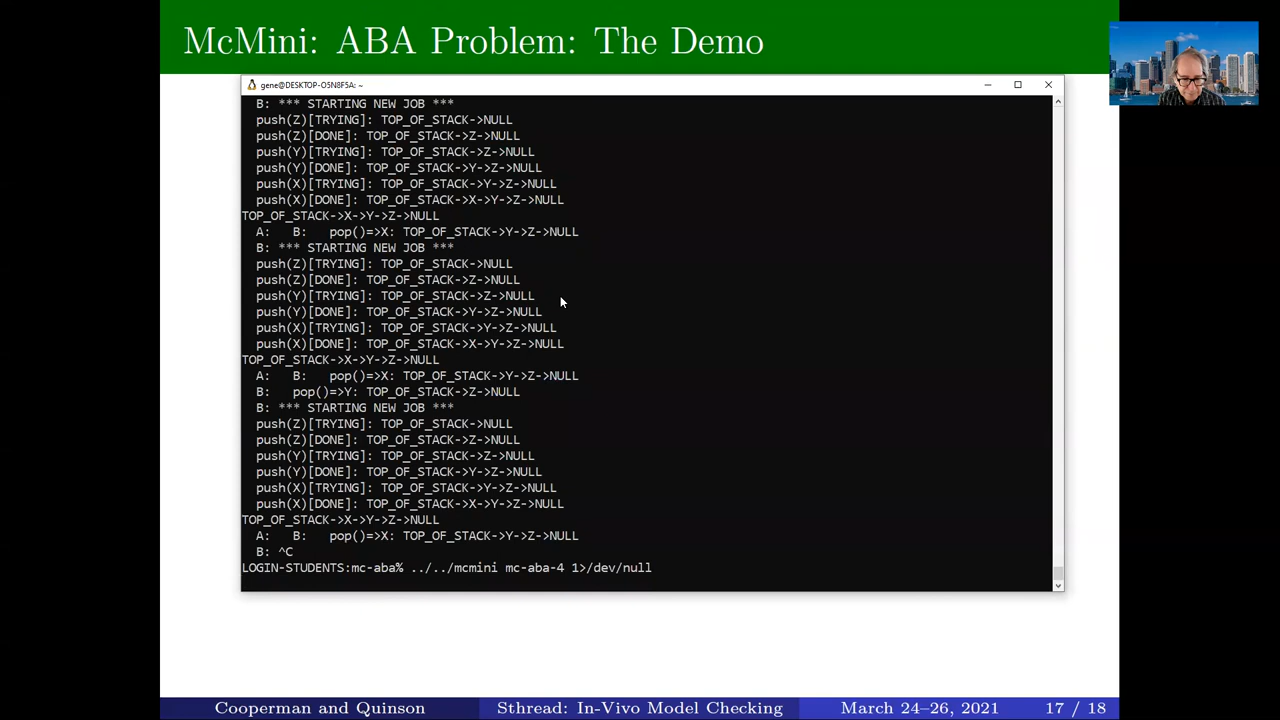 McMini: ABA Problem: The Demo
gene@DESKTOP-O5N8F5A: ~
B: *** STARTING NEW JOB ***
push(Z)[TRYING]: TOP_OF_STACK->NULL
push(Z)[DONE]: TOP_OF_STACK->Z->NULL
push(Y)[TRYING]: TOP_OF_STACK->Z->NULL
push(Y)[DONE]: TOP_OF_STACK->Y->Z->NULL
push(X)[TRYING]: TOP_OF_STACK->Y->Z->NULL
push(X)[DONE]: TOP_OF_STACK->X->Y->Z->NULL
TOP_OF_STACK->X->Y->Z->NULL
A: B: pop()=>X: TOP_OF_STACK->Y->Z->NULL
B: *** STARTING NEW JOB ***
push(Z)[TRYING]: TOP_OF_STACK->NULL
push(Z)[DONE]: TOP_OF_STACK->Z->NULL
push(Y)[TRYING]: TOP_OF_STACK->Z->NULL
push(Y)[DONE]: TOP_OF_STACK->Y->Z->NULL
push(X)[TRYING]: TOP_OF_STACK->Y->Z->NULL
push(X)[DONE]: TOP_OF_STACK->X->Y->Z->NULL
TOP_OF_STACK->X->Y->Z->NULL
A: B: pop()=>X: TOP_OF_STACK->Y->Z->NULL
B: pop()=>Y: TOP_OF_STACK->Z->NULL
B: *** STARTING NEW JOB ***
push(Z)[TRYING]: TOP_OF_STACK->NULL
push(Z)[DONE]: TOP_OF_STACK->Z->NULL
push(Y)[TRYING]: TOP_OF_STACK->Z->NULL
push(Y)[DONE]: TOP_OF_STACK->Y->Z->NULL
push(X)[TRYING]: TOP_OF_STACK->Y->Z->NULL
push(X)[DONE]: TOP_OF_STACK->X->Y->Z->NULL
TOP_OF_STACK->X->Y->Z->NULL
A: B: pop()=>X: TOP_OF_STACK->Y->Z->NULL
B: ^C
LOGIN-STUDENTS:mc-aba% ../../mcmini mc-aba-4 1>/dev/null
Cooperman and Quinson Sthread: In-Vivo Model Checking March 24–26, 2021 17 / 18